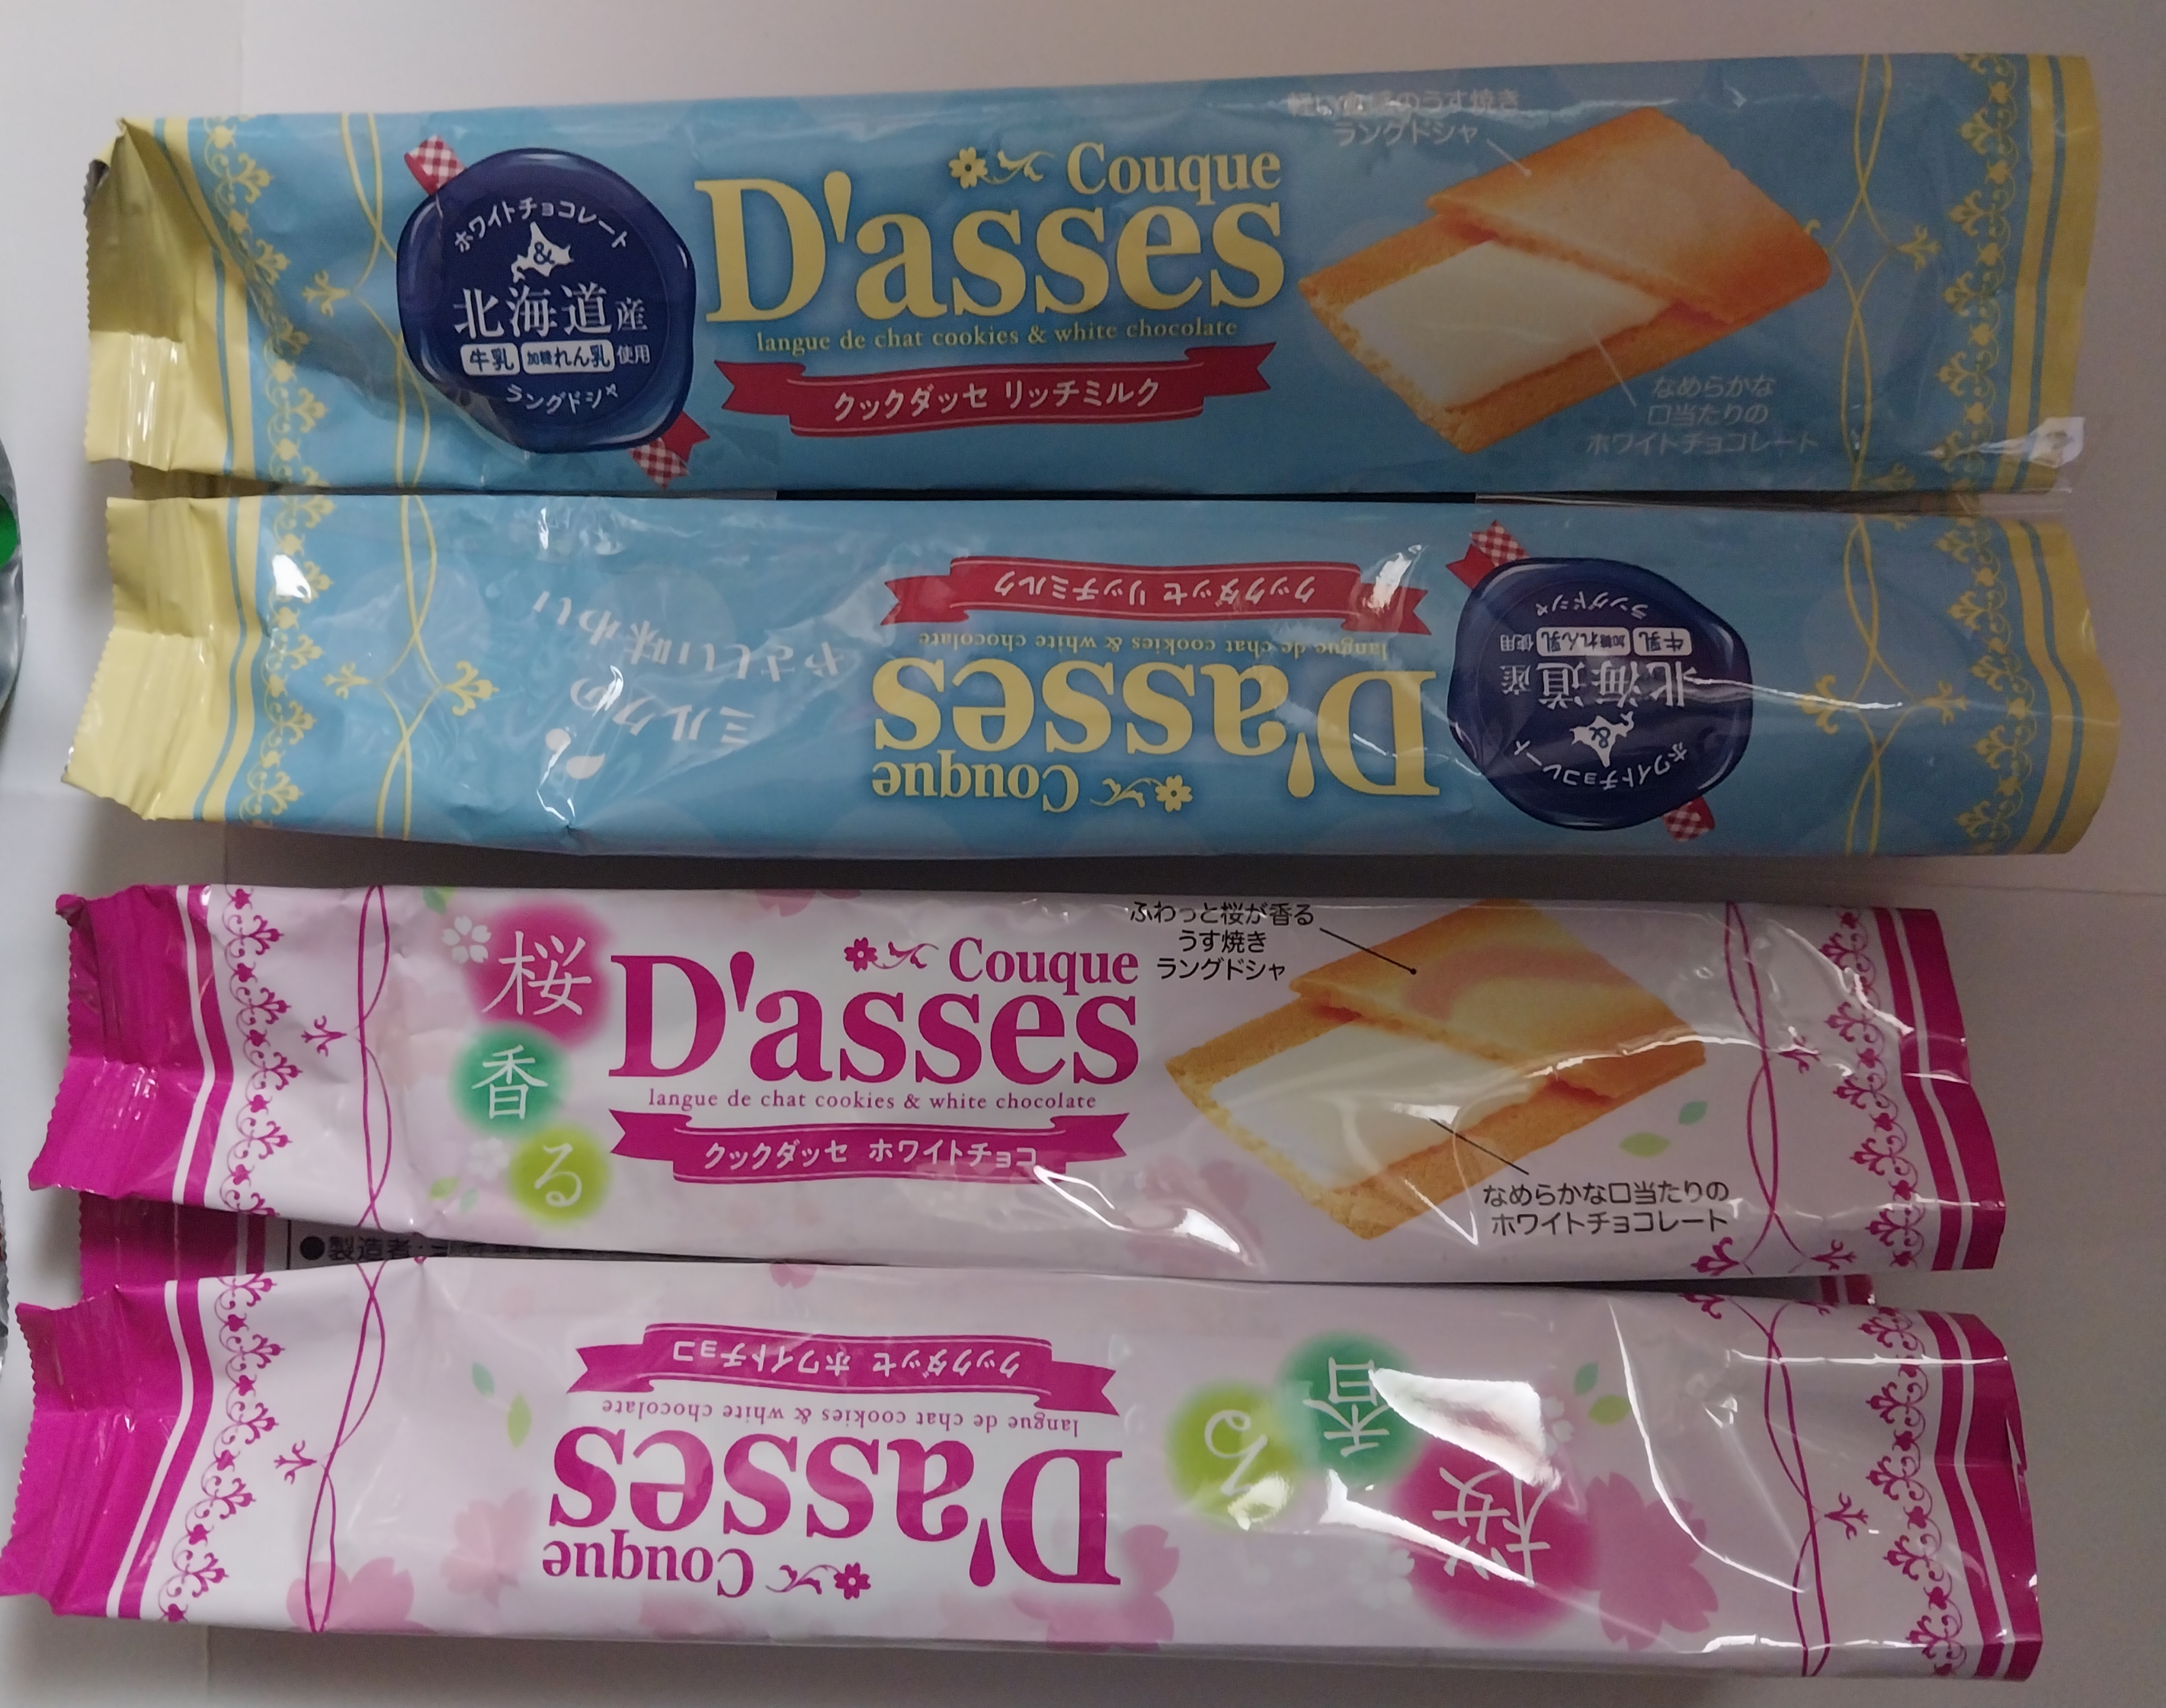 軽い食感のうす焼き
ラングドシャ
ホワイトチョコレート
&
北海道産
牛乳 加糖れん乳 使用
ラングドシャ
Couque
D'asses
langue de chat cookies & white chocolate
クックダッセ リッチミルク
なめらかな
口当たりの
ホワイトチョコレート
ホワイトチョコレート
&
北海道産
牛乳 加糖れん乳 使用
ラングドシャ
Couque
D'asses
langue de chat cookies & white chocolate
クックダッセ リッチミルク
ミルクの
やさしい味わい
桜
香
る
Couque
D'asses
langue de chat cookies & white chocolate
クックダッセ ホワイトチョコ
ふわっと桜が香る
うす焼き
ラングドシャ
なめらかな口当たりの
ホワイトチョコレート
●製造者:
桜
香
る
Couque
D'asses
langue de chat cookies & white chocolate
クックダッセ ホワイトチョコ